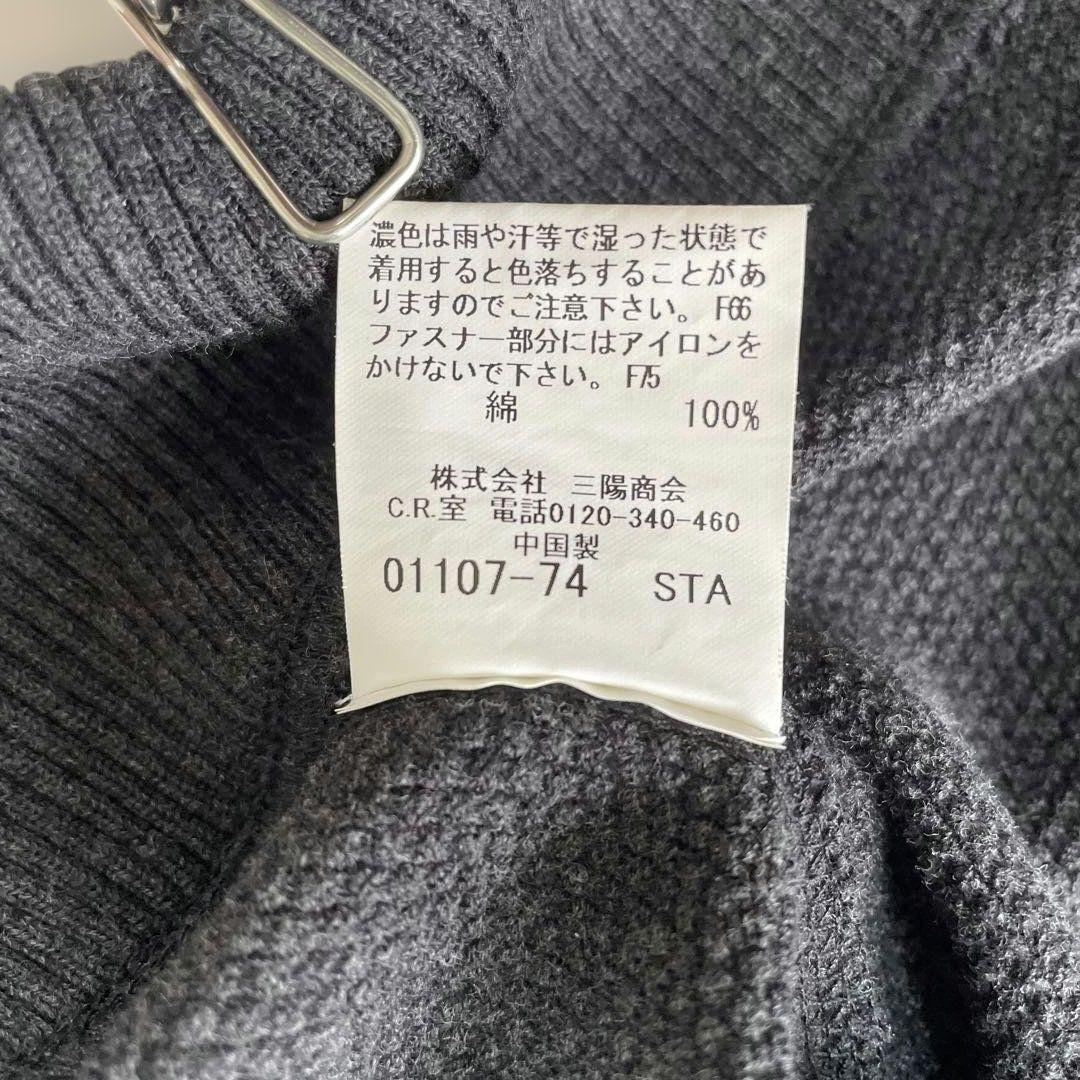 濃色は雨や汗等で湿った状態で
着用すると色落ちすることがあ
りますのでご注意下さい。 F66
ファスナー部分にはアイロンを
かけないで下さい。 F75
綿 100%
株式会社 三陽商会
C.R.室 電話0120-340-460
中国製
01107-74 STA